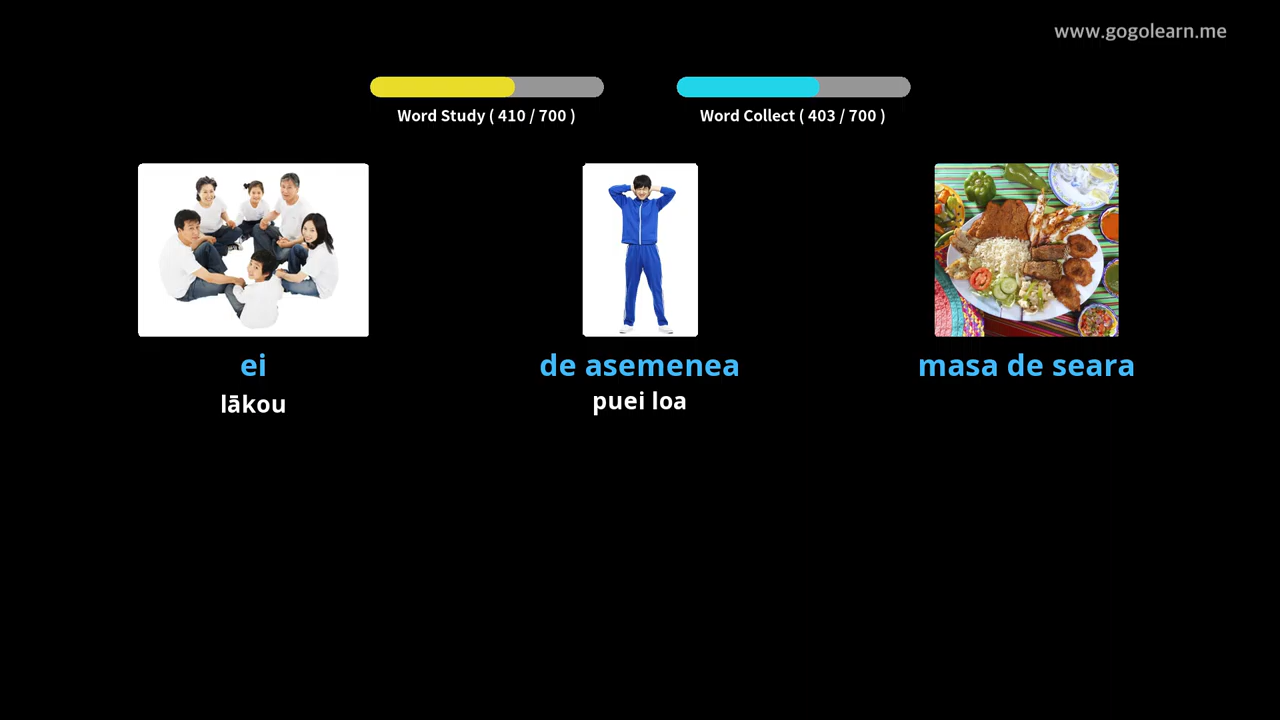 www.gogolearn.me
Word Study ( 410 / 700 )
Word Collect ( 403 / 700 )
ei
de asemenea
masa de seara
lākou
puei loa